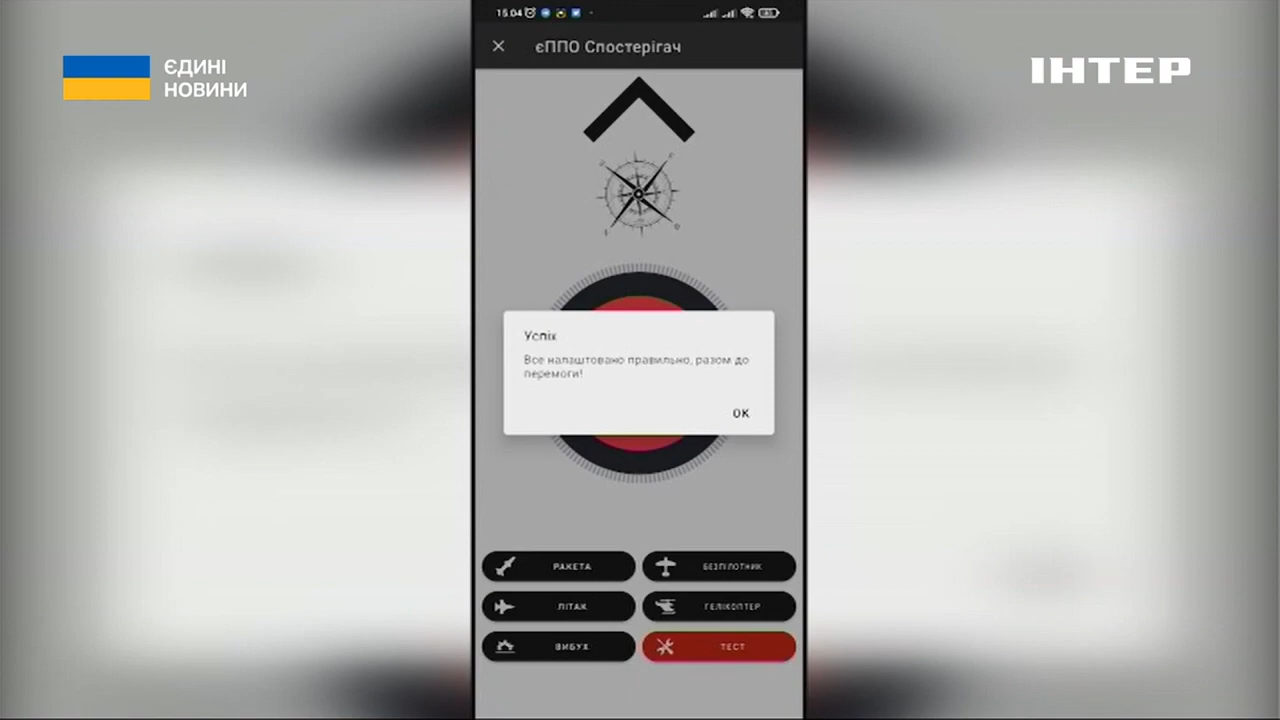 15:04
єППО Спостерігач
ЄДИНІ
НОВИНИ
ІНТЕР
Успіх
Все налаштовано правильно, разом до
перемоги!
OK
РАКЕТА
БЕЗПІЛОТНИК
ЛІТАК
ГЕЛІКОПТЕР
ВИБУХ
ТЕСТ